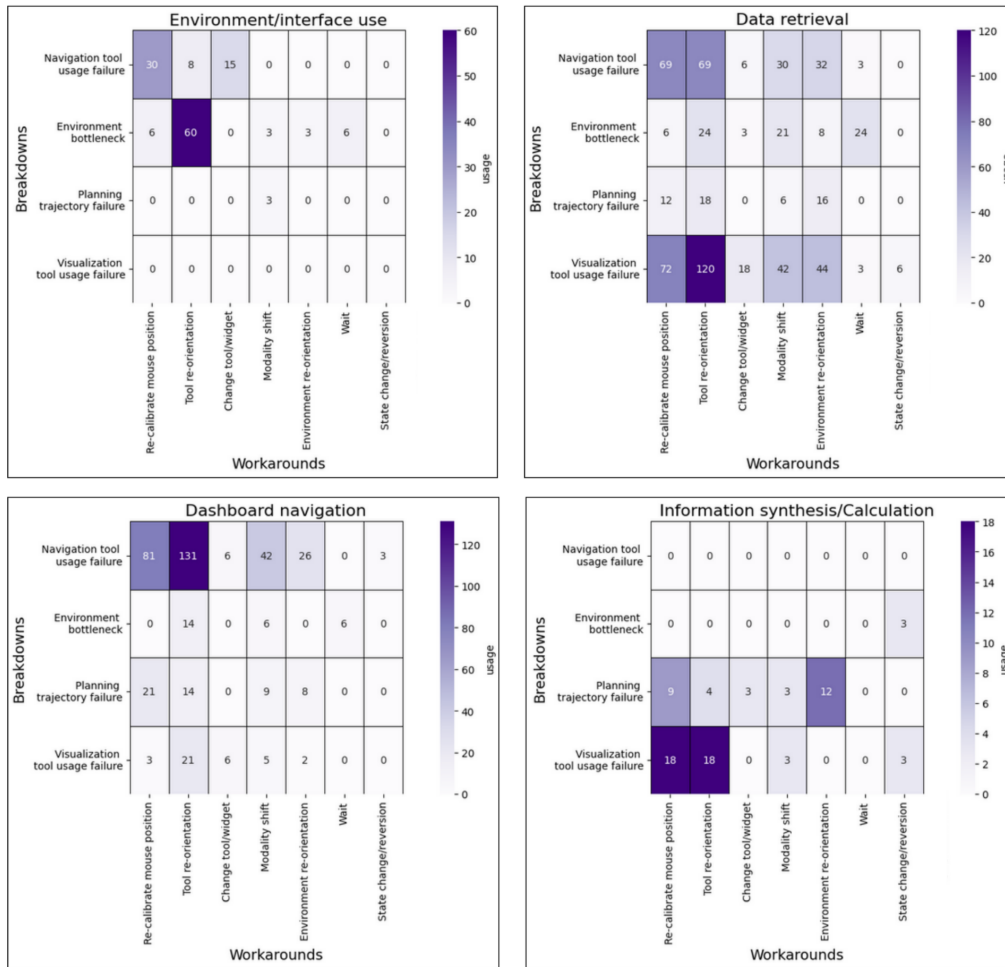 Environment/interface use
Breakdowns
Navigation tool
usage failure
30 8 15 0 0 0 0
Environment
bottleneck
6 60 0 3 3 6 0
Planning
trajectory failure
0 0 0 3 0 0 0
Visualization
tool usage failure
0 0 0 0 0 0 0
Re-calibrate mouse position
Tool re-orientation
Change tool/widget
Modality shift
Environment re-orientation
Wait
State change/reversion
Workarounds
60
50
40
30
20
10
0
usage
Data retrieval
Breakdowns
Navigation tool
usage failure
69 69 6 30 32 3 0
Environment
bottleneck
6 24 3 21 8 24 0
Planning
trajectory failure
12 18 0 6 16 0 0
Visualization
tool usage failure
72 120 18 42 44 3 6
Re-calibrate mouse position
Tool re-orientation
Change tool/widget
Modality shift
Environment re-orientation
Wait
State change/reversion
Workarounds
120
100
80
60
40
20
0
usage
Dashboard navigation
Breakdowns
Navigation tool
usage failure
81 131 6 42 26 0 3
Environment
bottleneck
0 14 0 6 0 6 0
Planning
trajectory failure
21 14 0 9 8 0 0
Visualization
tool usage failure
3 21 6 5 2 0 0
Re-calibrate mouse position
Tool re-orientation
Change tool/widget
Modality shift
Environment re-orientation
Wait
State change/reversion
Workarounds
120
100
80
60
40
20
0
usage
Information synthesis/Calculation
Breakdowns
Navigation tool
usage failure
0 0 0 0 0 0 0
Environment
bottleneck
0 0 0 0 0 0 3
Planning
trajectory failure
9 4 3 3 12 0 0
Visualization
tool usage failure
18 18 0 3 0 0 3
Re-calibrate mouse position
Tool re-orientation
Change tool/widget
Modality shift
Environment re-orientation
Wait
State change/reversion
Workarounds
18
16
14
12
10
8
6
4
2
0
usage